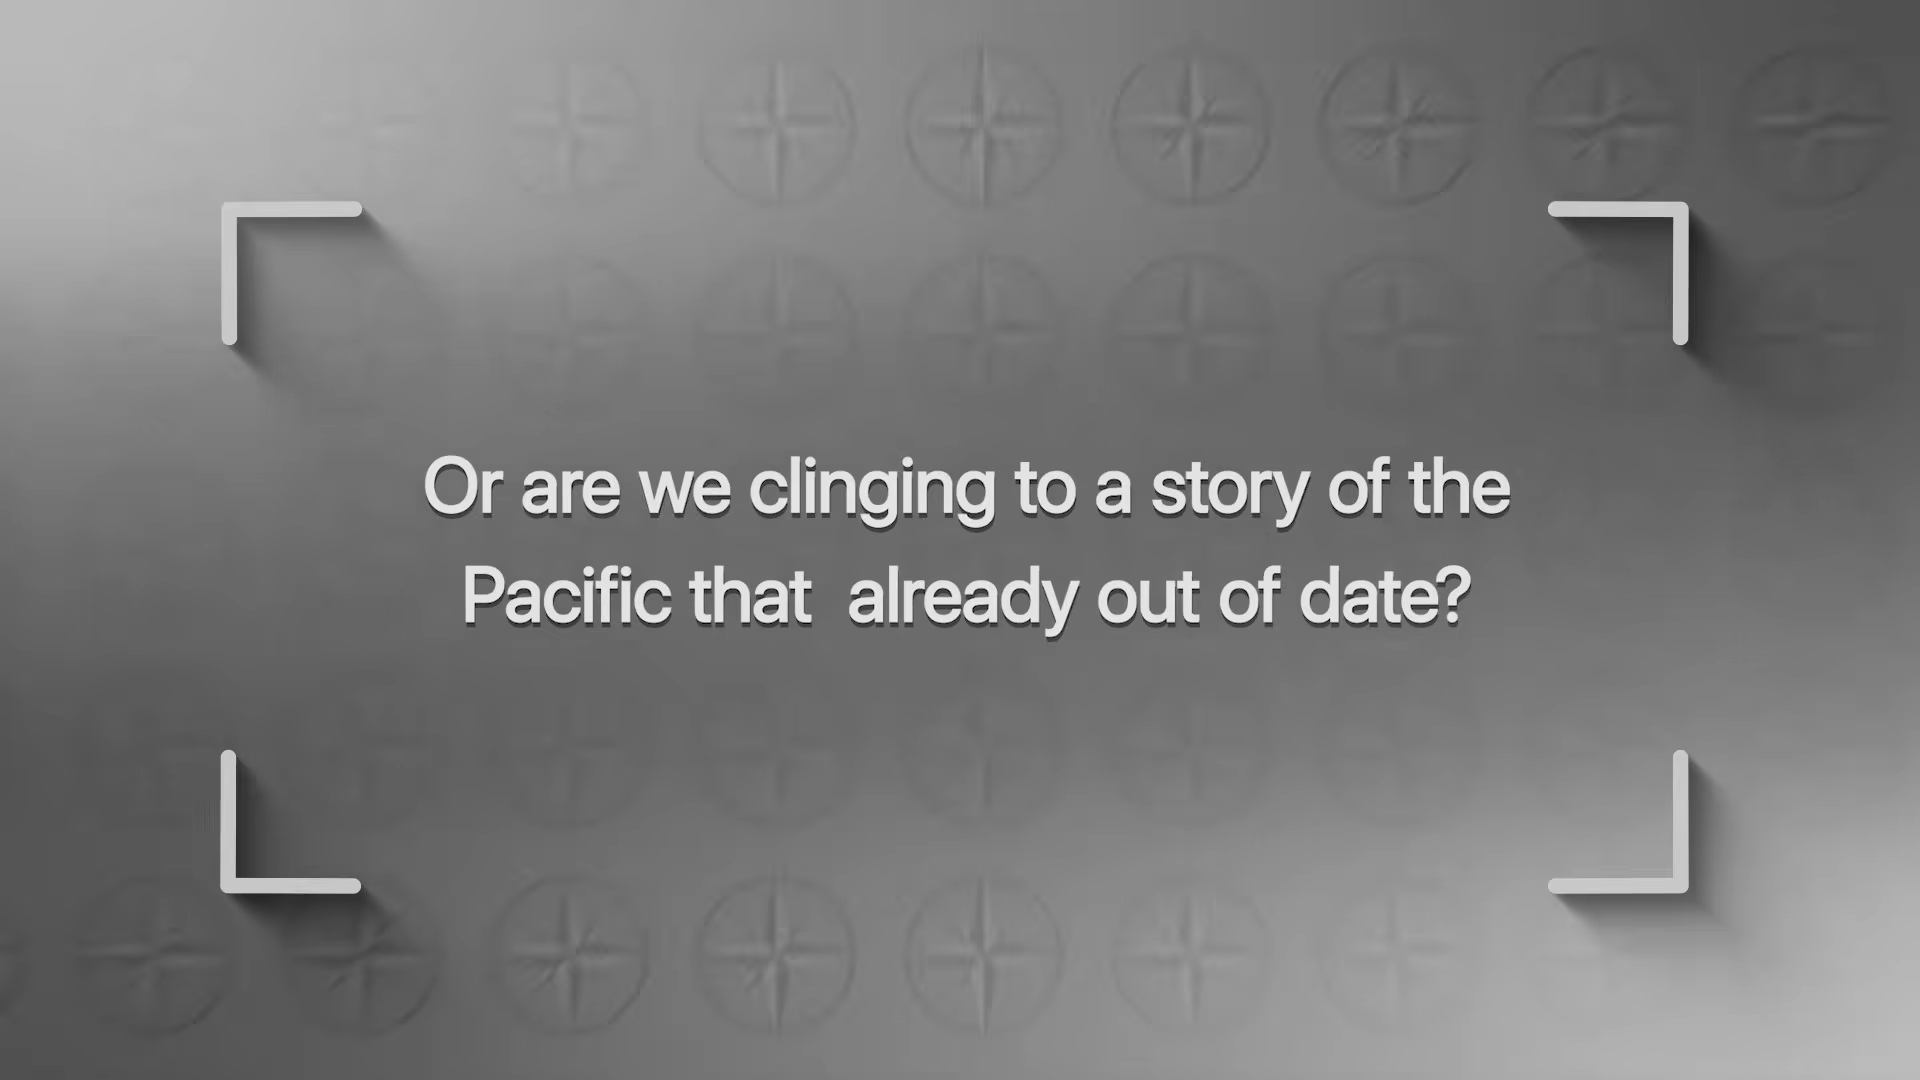 Or are we clinging to a story of the
Pacific that  already out of date?